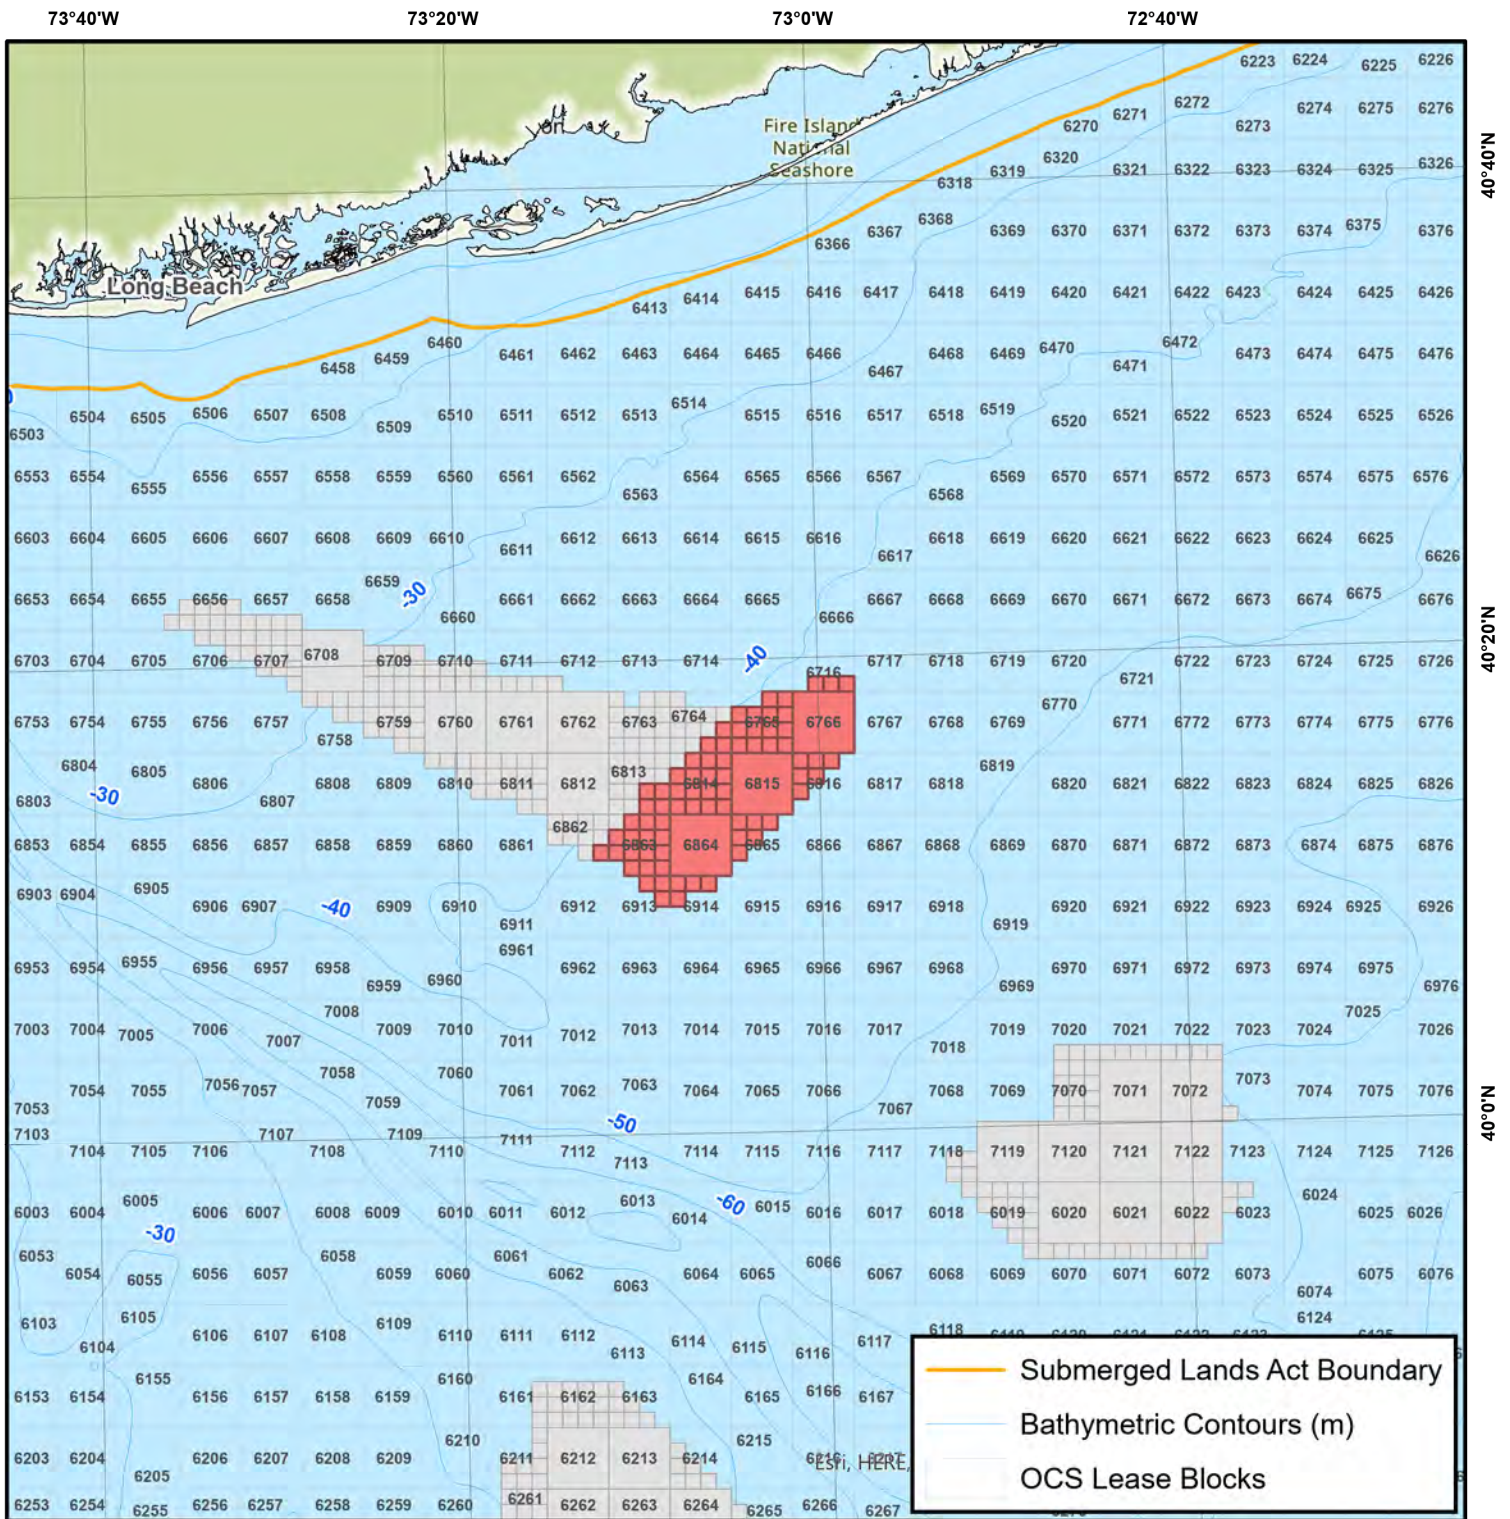 73°40'W 73°20'W 73°0'W 72°40'W
6223 6224 6225 6226
6270 6271 6272 6273 6274 6275 6276
Fire Island
National
Seashore
40°40'N
6318 6319 6320 6321 6322 6323 6324 6325 6326
6366 6367 6368 6369 6370 6371 6372 6373 6374 6375 6376
Long Beach
6413 6414 6415 6416 6417 6418 6419 6420 6421 6422 6423 6424 6425 6426
6458 6459 6460 6461 6462 6463 6464 6465 6466 6467 6468 6469 6470 6471 6472 6473 6474 6475 6476
6503 6504 6505 6506 6507 6508 6509 6510 6511 6512 6513 6514 6515 6516 6517 6518 6519 6520 6521 6522 6523 6524 6525 6526
6553 6554 6555 6556 6557 6558 6559 6560 6561 6562 6563 6564 6565 6566 6567 6568 6569 6570 6571 6572 6573 6574 6575 6576
6603 6604 6605 6606 6607 6608 6609 6610 6611 6612 6613 6614 6615 6616 6617 6618 6619 6620 6621 6622 6623 6624 6625 6626
6653 6654 6655 6656 6657 6658 6659 -30 6660 6661 6662 6663 6664 6665 6666 6667 6668 6669 6670 6671 6672 6673 6674 6675 6676
40°20'N
6703 6704 6705 6706 6707 6708 6709 6710 6711 6712 6713 6714 -40 6716 6717 6718 6719 6720 6721 6722 6723 6724 6725 6726
6753 6754 6755 6756 6757 6758 6759 6760 6761 6762 6763 6764 6765 6766 6767 6768 6769 6770 6771 6772 6773 6774 6775 6776
6803 6804 -30 6805 6806 6807 6808 6809 6810 6811 6812 6813 6814 6815 6816 6817 6818 6819 6820 6821 6822 6823 6824 6825 6826
6853 6854 6855 6856 6857 6858 6859 6860 6861 6862 6863 6864 6865 6866 6867 6868 6869 6870 6871 6872 6873 6874 6875 6876
6903 6904 6905 6906 6907 -40 6909 6910 6911 6912 6913 6914 6915 6916 6917 6918 6919 6920 6921 6922 6923 6924 6925 6926
6953 6954 6955 6956 6957 6958 6959 6960 6961 6962 6963 6964 6965 6966 6967 6968 6969 6970 6971 6972 6973 6974 6975 6976
7003 7004 7005 7006 7007 7008 7009 7010 7011 7012 7013 7014 7015 7016 7017 7018 7019 7020 7021 7022 7023 7024 7025 7026
7053 7054 7055 7056 7057 7058 7059 7060 7061 7062 7063 7064 7065 7066 7067 7068 7069 7070 7071 7072 7073 7074 7075 7076
-50
40°0'N
7103 7104 7105 7106 7107 7108 7109 7110 7111 7112 7113 7114 7115 7116 7117 7118 7119 7120 7121 7122 7123 7124 7125 7126
6003 6004 6005 6006 6007 6008 6009 6010 6011 6012 6013 6014 -60 6015 6016 6017 6018 6019 6020 6021 6022 6023 6024 6025 6026
-30
6053 6054 6055 6056 6057 6058 6059 6060 6061 6062 6063 6064 6065 6066 6067 6068 6069 6070 6071 6072 6073 6074 6075 6076
6103 6104 6105 6106 6107 6108 6109 6110 6111 6112 6113 6114 6115 6116 6117 6118 6124
6153 6154 6155 6156 6157 6158 6159 6160 6161 6162 6163 6164 6165 6166 6167
6203 6204 6205 6206 6207 6208 6209 6210 6211 6212 6213 6214 6215
Esri, HERE,
6253 6254 6255 6256 6257 6258 6259 6260 6261 6262 6263 6264 6265 6266 6267
Submerged Lands Act Boundary
Bathymetric Contours (m)
OCS Lease Blocks